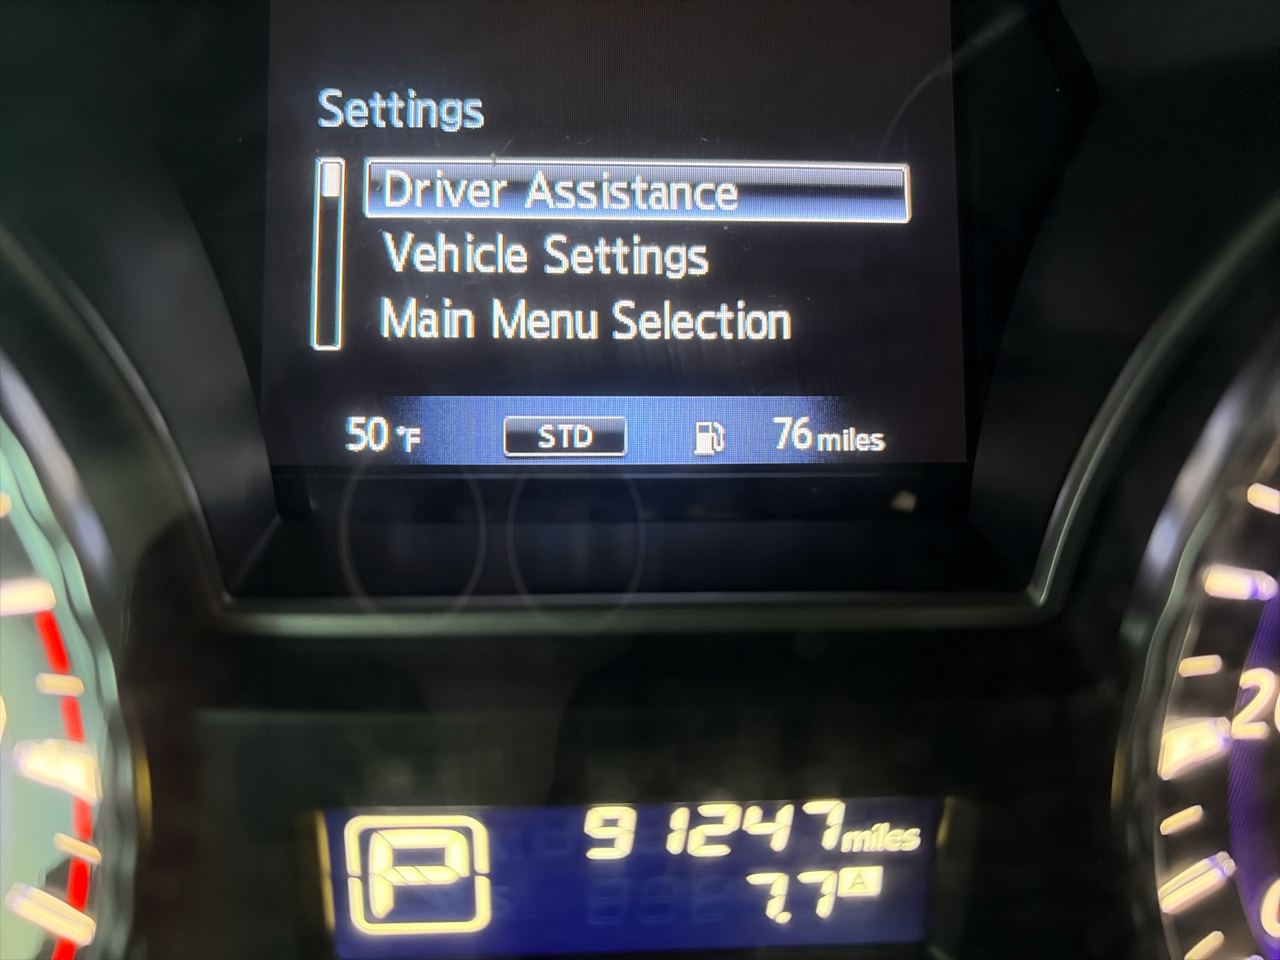 Settings
Driver Assistance
Vehicle Settings
Main Menu Selection
50 °F STD 76 miles
P 91247 miles
7.7 A